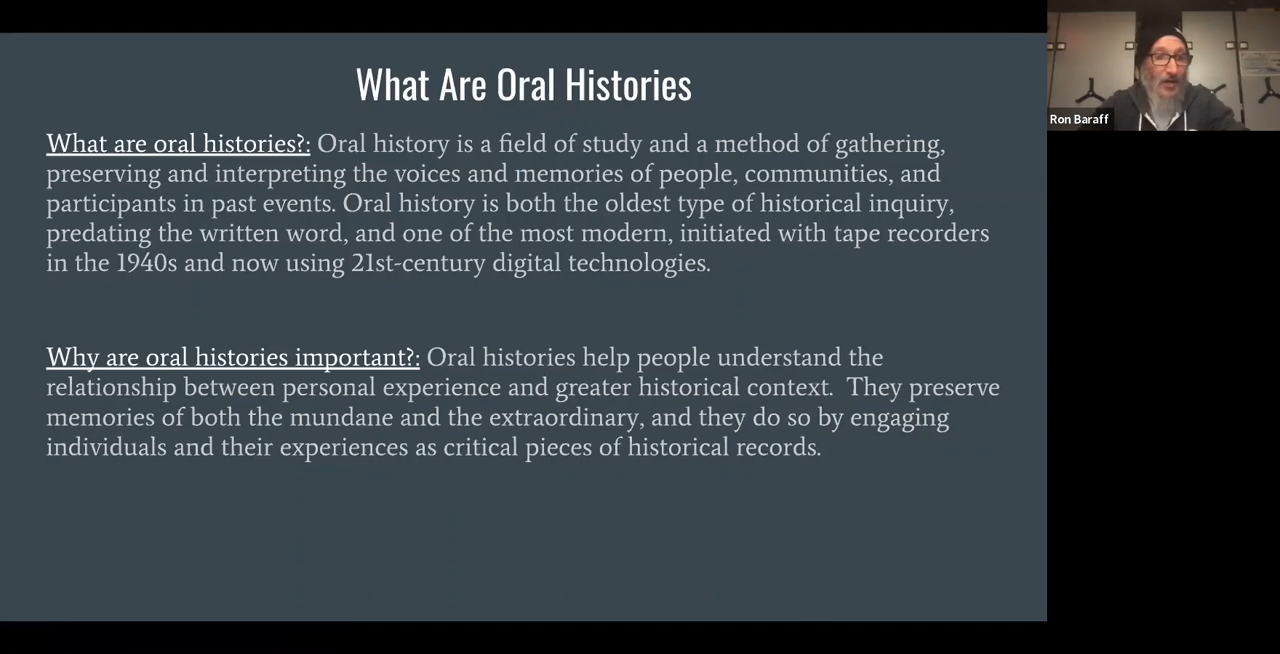 What Are Oral Histories
What are oral histories?: Oral history is a field of study and a method of gathering,
preserving and interpreting the voices and memories of people, communities, and
participants in past events. Oral history is both the oldest type of historical inquiry,
predating the written word, and one of the most modern, initiated with tape recorders
in the 1940s and now using 21st-century digital technologies.
Why are oral histories important?: Oral histories help people understand the
relationship between personal experience and greater historical context.  They preserve
memories of both the mundane and the extraordinary, and they do so by engaging
individuals and their experiences as critical pieces of historical records.
Ron Baraff